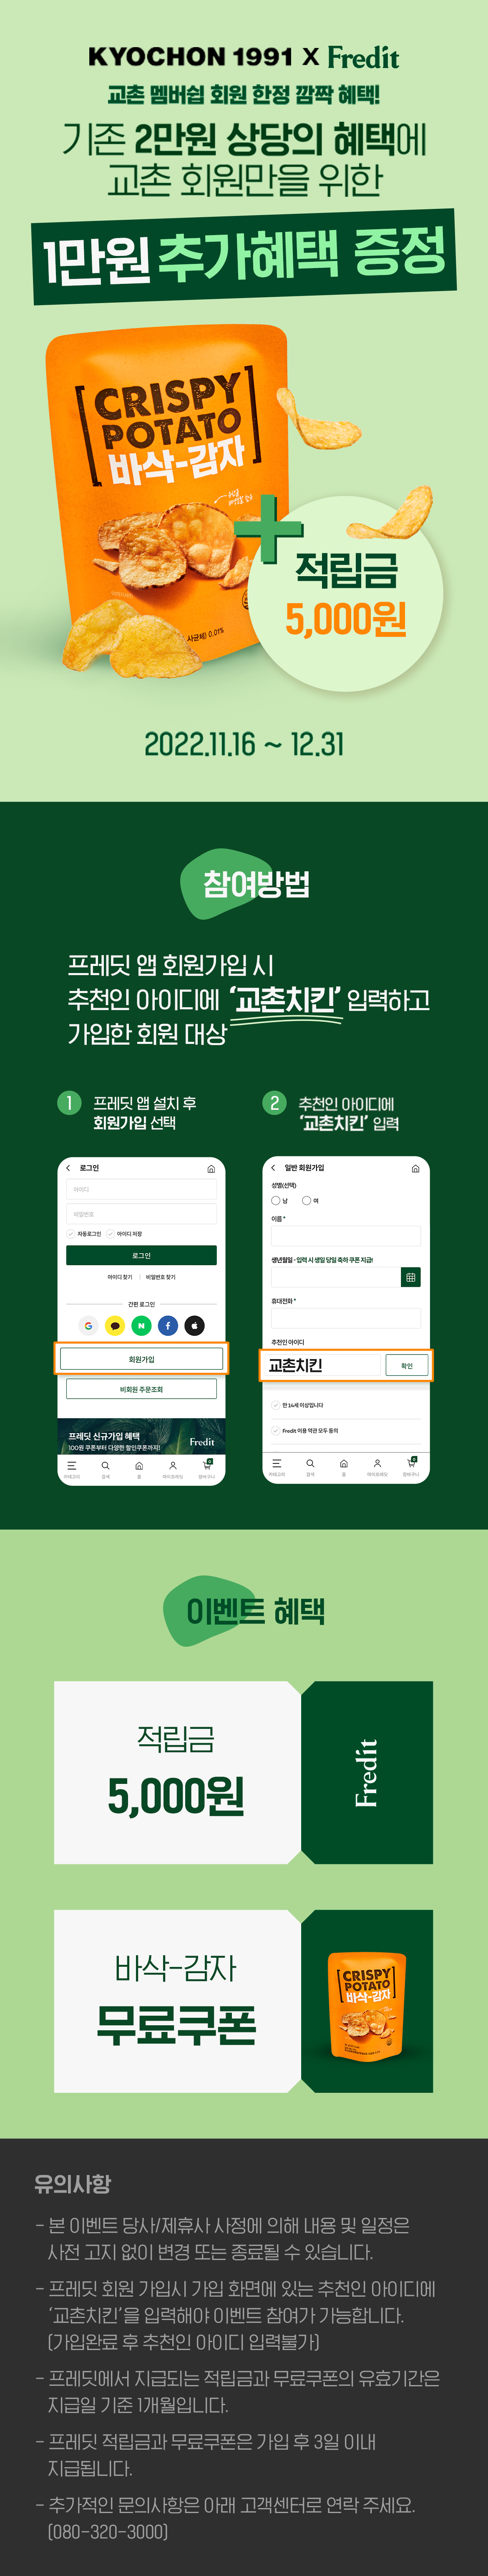 KYOCHON 1991 X Fredit
교촌 멤버쉽 회원 한정 깜짝 혜택!
기존 2만원 상당의 혜택에
교촌 회원만을 위한
1만원 추가혜택 증정
CRISPY
POTATO
바삭-감자
적립금
5,000원
사골세) 0.01%
2022.11.16 ~ 12.31
참여방법
프레딧 앱 회원가입 시
추천인 아이디에 '교촌치킨' 입력하고
가입한 회원 대상
1 프레딧 앱 설치 후
회원가입 선택
로그인
아이디
비밀번호
자동로그인 아이디 저장
로그인
아이디 찾기 | 비밀번호 찾기
간편 로그인
회원가입
비회원 주문조회
프레딧 신규가입 혜택
100원 쿠폰부터 다양한 할인쿠폰까지!
Fredit
카테고리 검색 홈 마이프레딧 장바구니
2 추천인 아이디에
'교촌치킨' 입력
일반 회원가입
성별(선택)
남 여
이름 *
생년월일 - 입력 시 생일 당일 축하 쿠폰 지급!
휴대전화 *
추천인 아이디
교촌치킨 확인
만 14세 이상입니다
Fredit 이용 약관 모두 동의
카테고리 검색 홈 마이프레딧 장바구니
이벤트 혜택
적립금
5,000원
Fredit
바삭-감자
무료쿠폰
CRISPY
POTATO
바삭-감자
유의사항
- 본 이벤트 당사/제휴사 사정에 의해 내용 및 일정은
사전 고지 없이 변경 또는 종료될 수 있습니다.
- 프레딧 회원 가입시 가입 화면에 있는 추천인 아이디에
'교촌치킨'을 입력해야 이벤트 참여가 가능합니다.
(가입완료 후 추천인 아이디 입력불가)
- 프레딧에서 지급되는 적립금과 무료쿠폰의 유효기간은
지급일 기준 1개월입니다.
- 프레딧 적립금과 무료쿠폰은 가입 후 3일 이내
지급됩니다.
- 추가적인 문의사항은 아래 고객센터로 연락 주세요.
(080-320-3000)